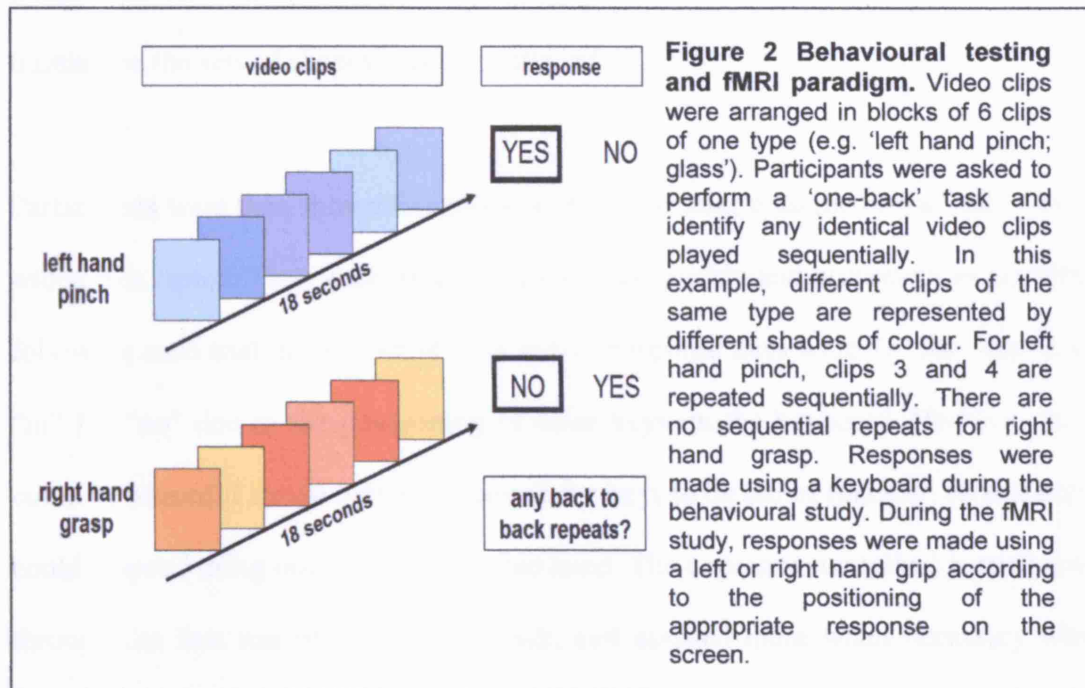 video clips
response
YES NO
left hand
pinch
18 seconds
NO YES
right hand
grasp
18 seconds
any back to
back repeats?
Figure 2 Behavioural testing
and fMRI paradigm. Video clips
were arranged in blocks of 6 clips
of one type (e.g. 'left hand pinch;
glass'). Participants were asked to
perform a 'one-back' task and
identify any identical video clips
played sequentially. In this
example, different clips of the
same type are represented by
different shades of colour. For left
hand pinch, clips 3 and 4 are
repeated sequentially. There are
no sequential repeats for right
hand grasp. Responses were
made using a keyboard during the
behavioural study. During the fMRI
study, responses were made using
a left or right hand grip according
to the positioning of the
appropriate response on the
screen.